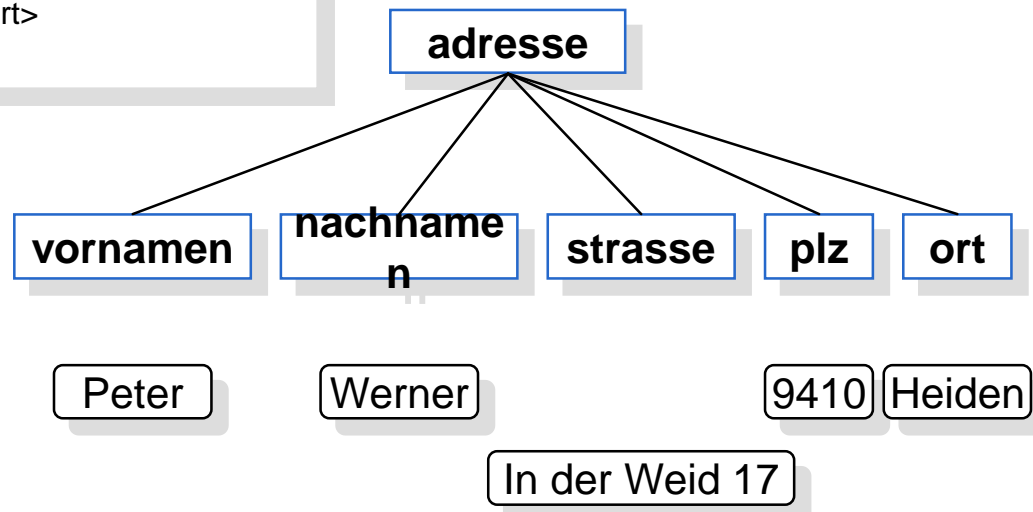 rt>
adresse
vornamen
nachname
n
strasse
plz
ort
Peter
Werner
9410
Heiden
In der Weid 17